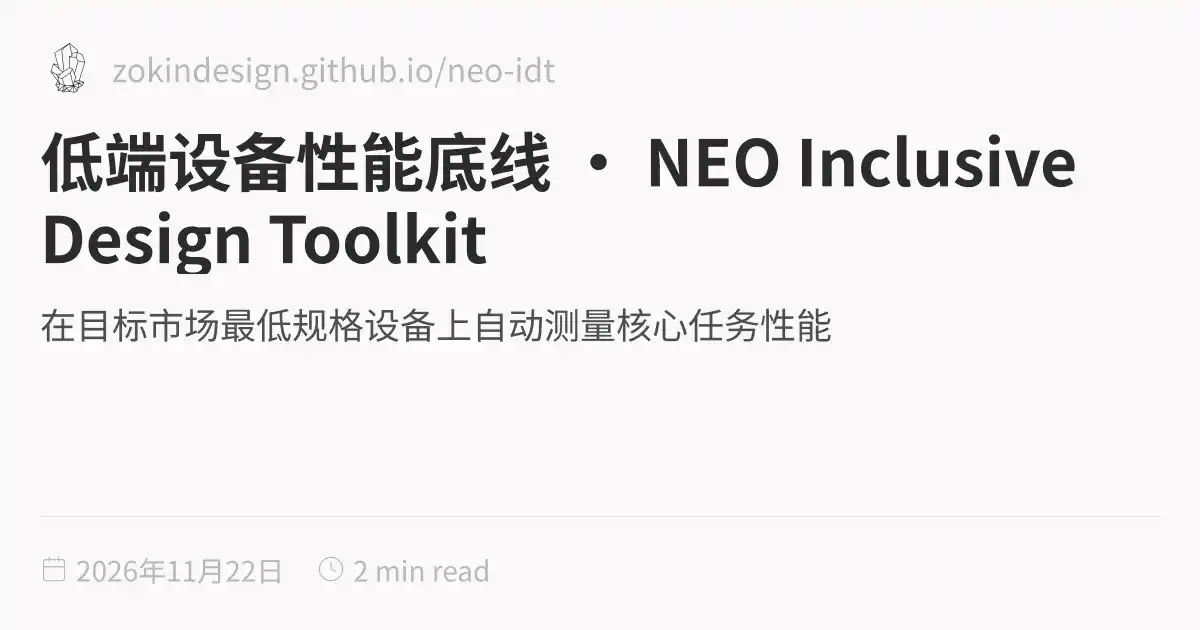 zokindesign.github.io/neo-idt
低端设备性能底线 · NEO Inclusive
Design Toolkit
在目标市场最低规格设备上自动测量核心任务性能
2026年11月22日 2 min read